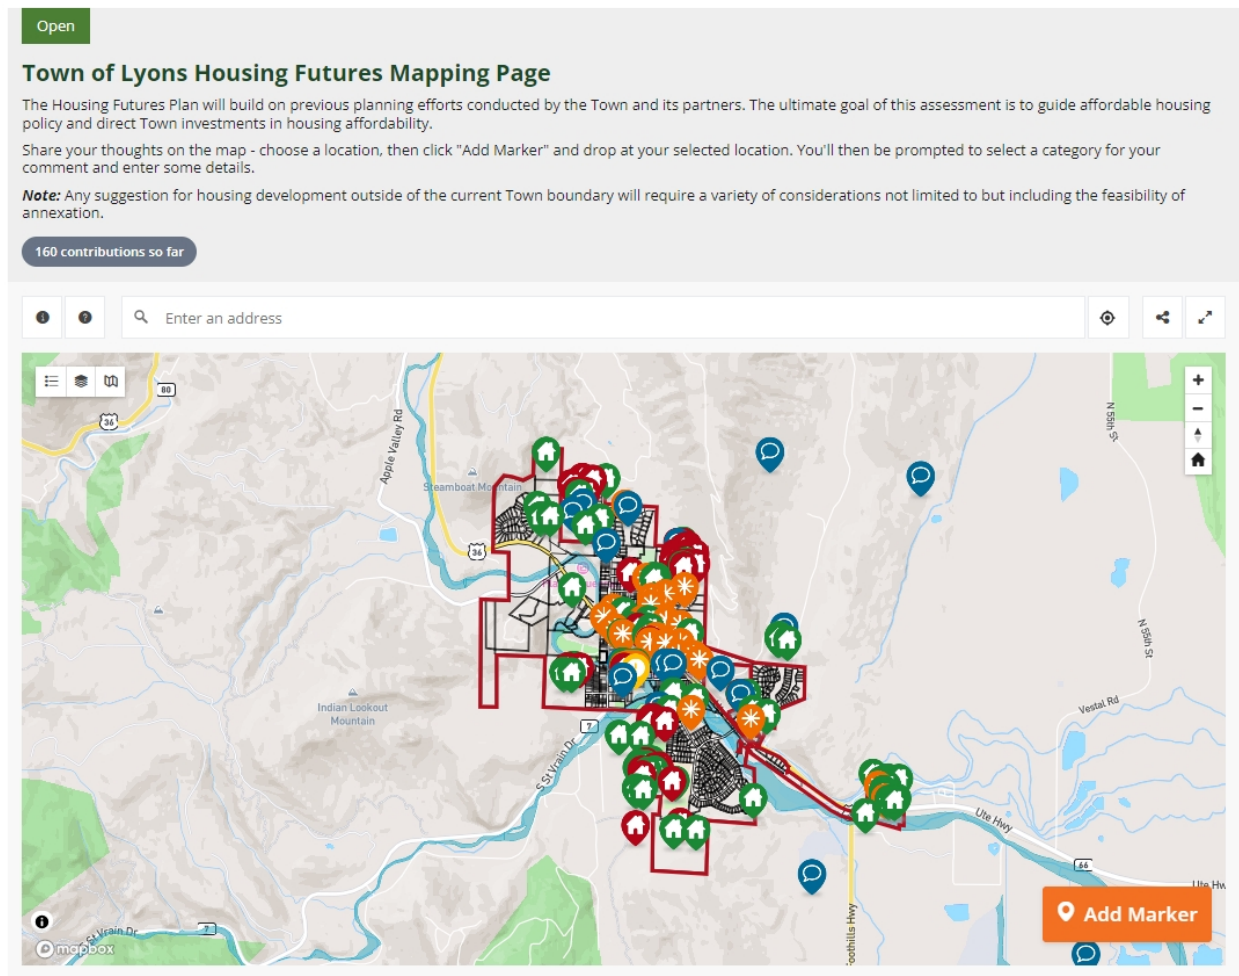 Open
Town of Lyons Housing Futures Mapping Page
The Housing Futures Plan will build on previous planning efforts conducted by the Town and its partners. The ultimate goal of this assessment is to guide affordable housing
policy and direct Town investments in housing affordability.
Share your thoughts on the map - choose a location, then click "Add Marker" and drop at your selected location. You'll then be prompted to select a category for your
comment and enter some details.
Note: Any suggestion for housing development outside of the current Town boundary will require a variety of considerations not limited to but including the feasibility of
annexation.
160 contributions so far
Enter an address
80
36
Apple Valley Rd
N 55th St
Steamboat Mountain
36
N 55th St
Indian Lookout
Mountain
Vestal Rd
7
S St Vrain Dr
Ute Hwy
66
Ute Hw
Foothills Hwy
Add Marker
7
St Vrain Dr
mapbox